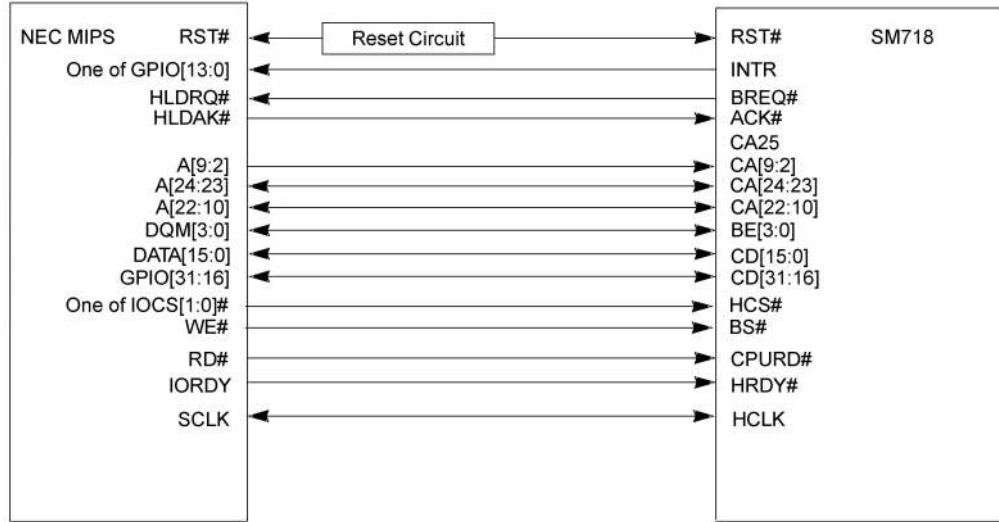 NEC MIPS RST# Reset Circuit RST# SM718
One of GPIO[13:0] INTR
HLDRQ# BREQ#
HLDAK# ACK#
CA25
A[9:2] CA[9:2]
A[24:23] CA[24:23]
A[22:10] CA[22:10]
DQM[3:0] BE[3:0]
DATA[15:0] CD[15:0]
GPIO[31:16] CD[31:16]
One of IOCS[1:0]# HCS#
WE# BS#
RD# CPURD#
IORDY HRDY#
SCLK HCLK